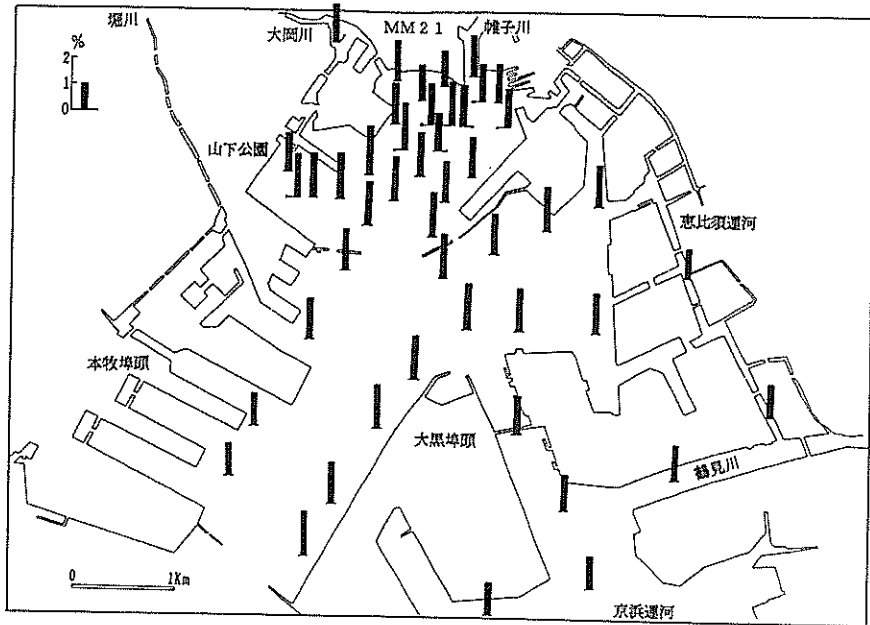 堀川
大岡川
MM21
帷子川
%
2
1
0
山下公園
恵比須運河
本牧埠頭
大黒埠頭
鶴見川
0 1Km
京浜運河